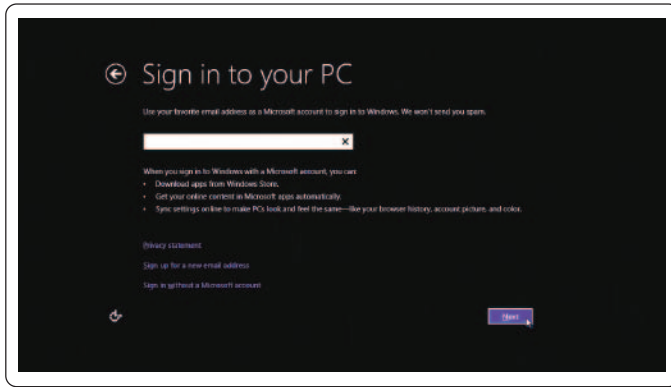 Sign in to your PC
Use your favorite email address as a Microsoft account to sign in to Windows. We won't send you spam.
When you sign in to Windows with a Microsoft account, you can:
• Download apps from Windows Store.
• Get your online content in Microsoft apps automatically.
• Sync settings online to make PCs look and feel the same—like your browser history, account picture, and color.
Privacy statement
Sign up for a new email address
Sign in without a Microsoft account
Next